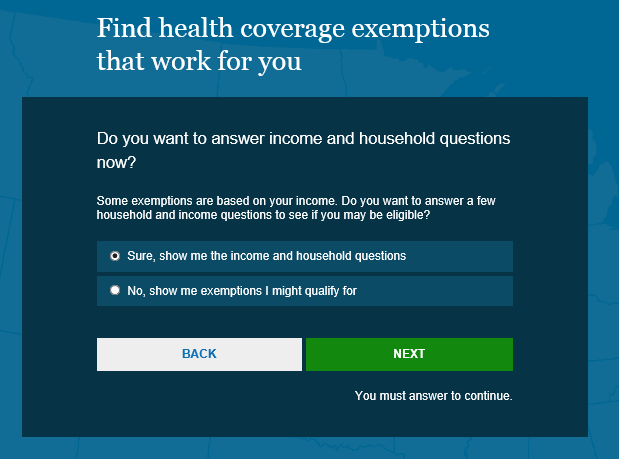 Find health coverage exemptions
that work for you
Do you want to answer income and household questions
now?
Some exemptions are based on your income. Do you want to answer a few
household and income questions to see if you may be eligible?
Sure, show me the income and household questions
No, show me exemptions I might qualify for
BACK
NEXT
You must answer to continue.